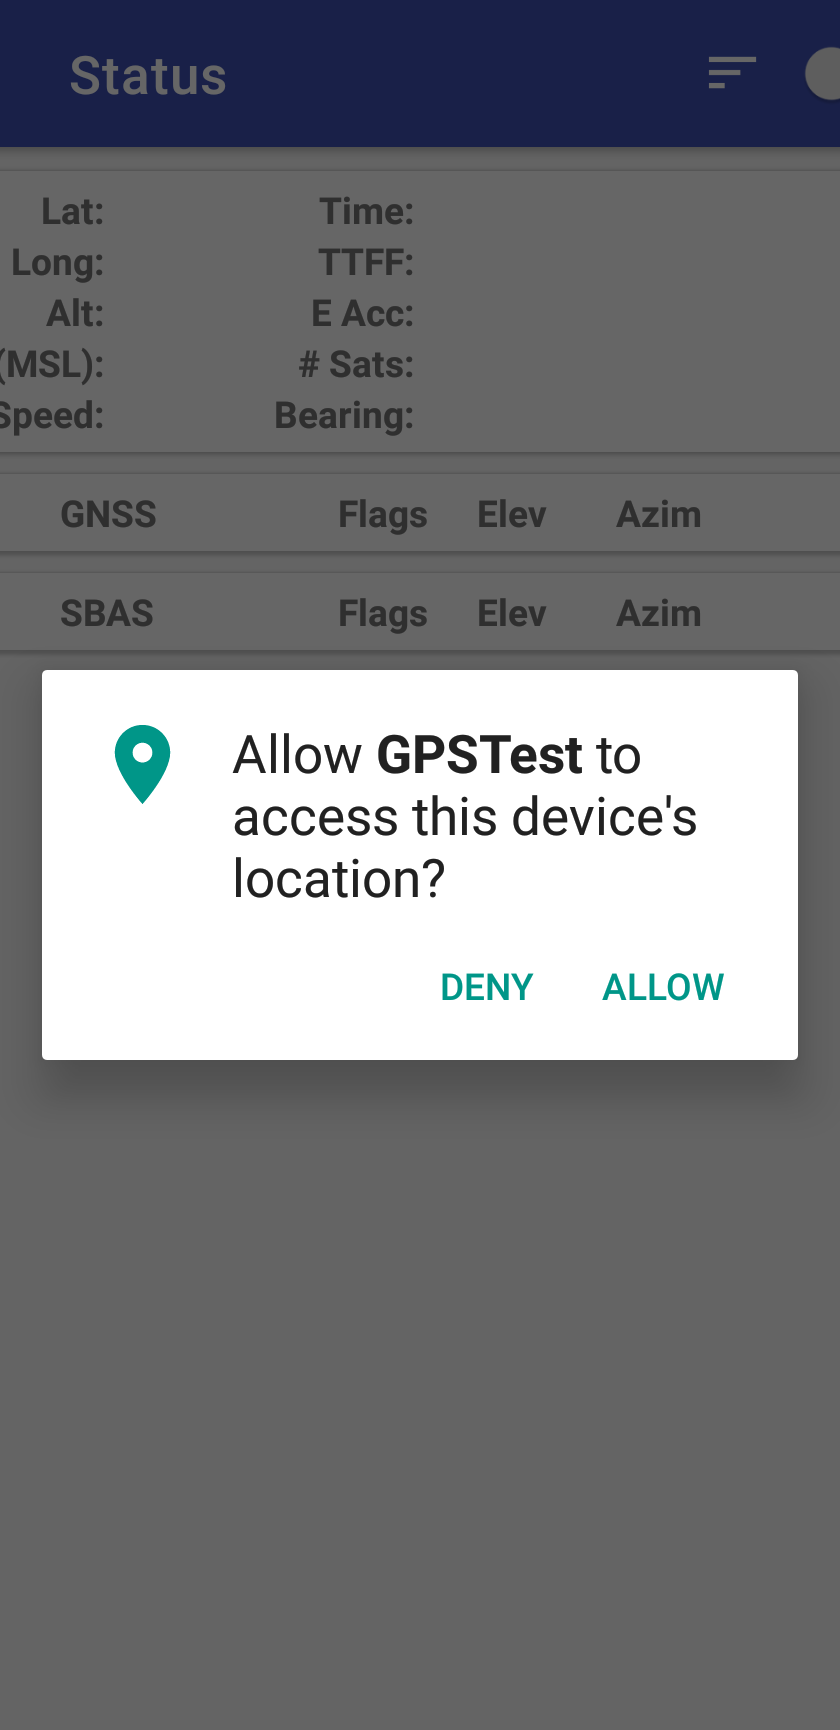 Status
Lat: Time:
Long: TTFF:
Alt: E Acc:
(MSL): # Sats:
Speed: Bearing:
GNSS Flags Elev Azim
SBAS Flags Elev Azim
Allow GPSTest to
access this device's
location?
DENY ALLOW